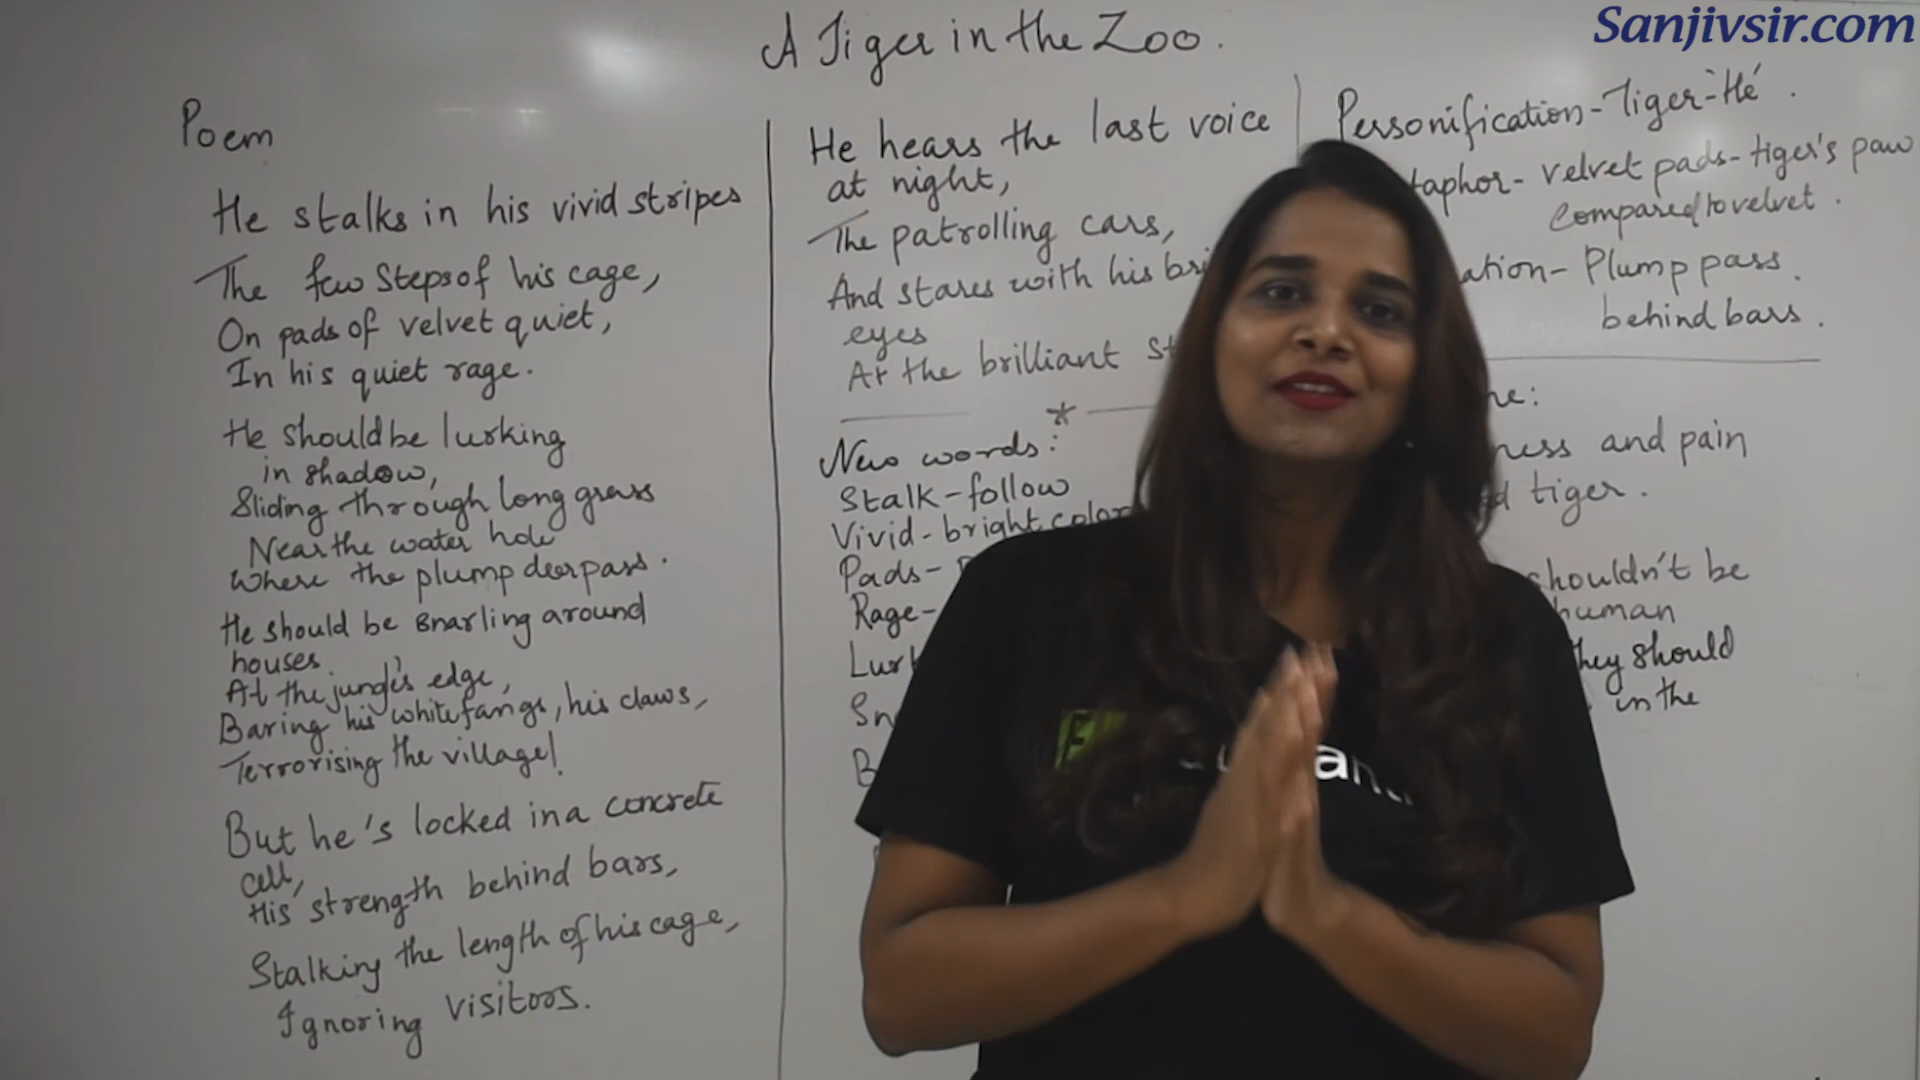 Sanjivsir.com
A Tiger in the Zoo.
Poem
He stalks in his vivid stripes
The few steps of his cage,
On pads of velvet quiet,
In his quiet rage.
He should be lurking
in shadow,
Sliding through long grass
Near the water hole
Where the plump deer pass.
He should be snarling around
houses
At the jungle's edge,
Baring his white fangs, his claws,
Terrorising the village!
But he's locked in a concrete
cell,
His strength behind bars,
Stalking the length of his cage,
Ignoring visitors.
He hears the last voice
at night,
The patrolling cars,
And stares with his
eyes
At the brilliant
New words:
Stalk - follow
Vivid - bright
Pads -
Rage -
Personification - Tiger - He.
velvet pads - tiger's paw
Compared to velvet.
Plump pass
behind bars.
and pain
tiger.
shouldn't be
human
they should
in the